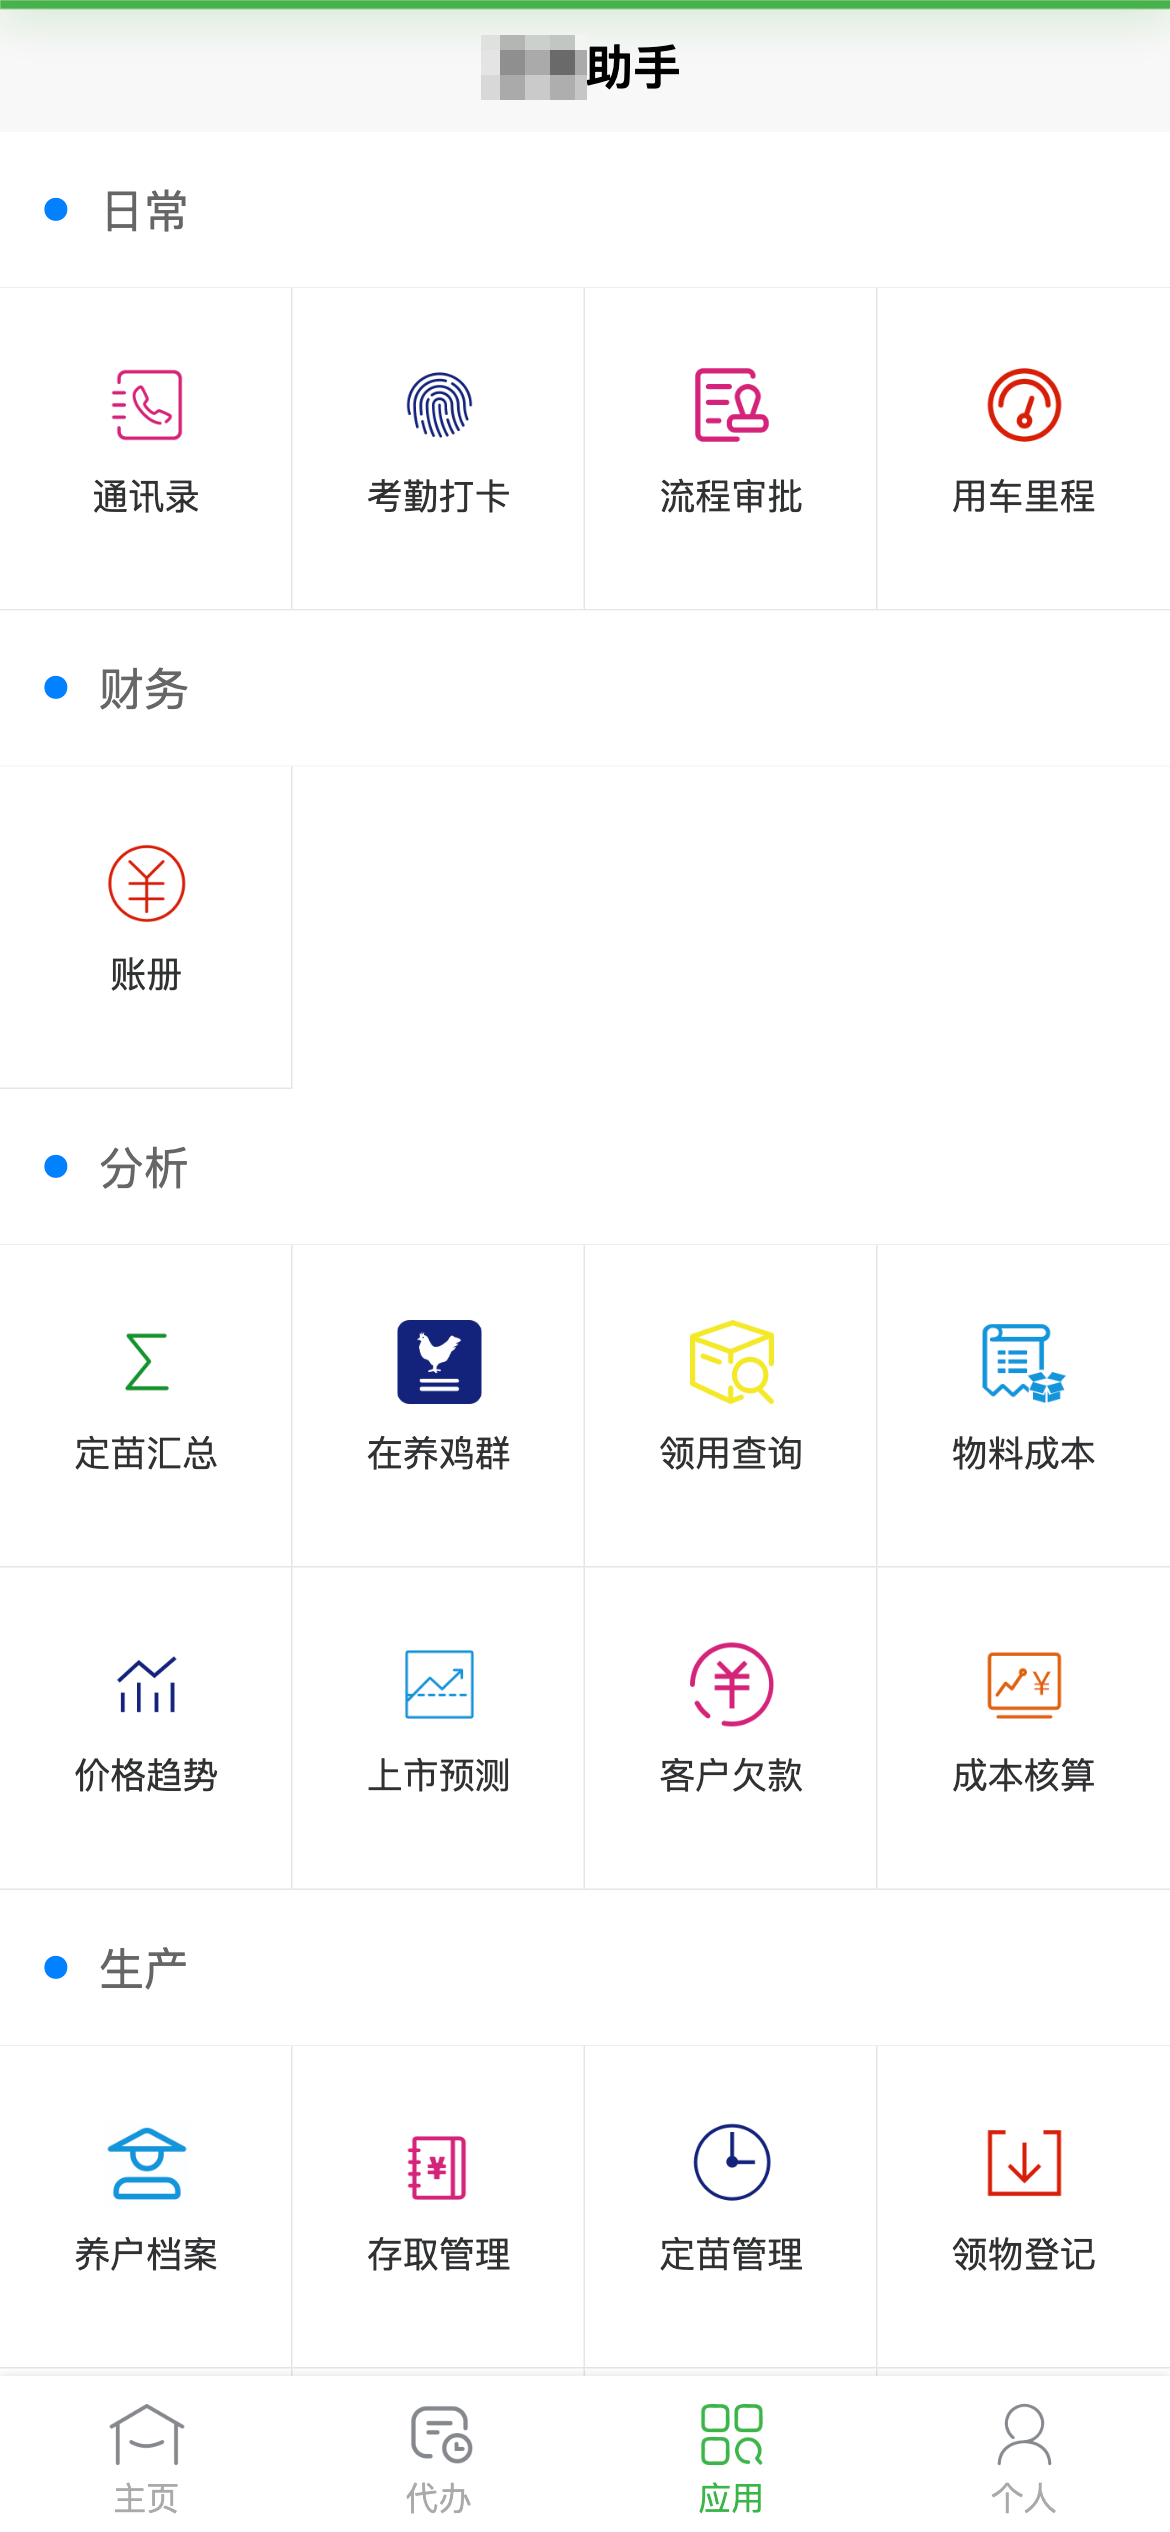 助手
日常
通讯录 考勤打卡 流程审批 用车里程
财务
账册
分析
定苗汇总 在养鸡群 领用查询 物料成本
价格趋势 上市预测 客户欠款 成本核算
生产
养户档案 存取管理 定苗管理 领物登记
主页 代办 应用 个人